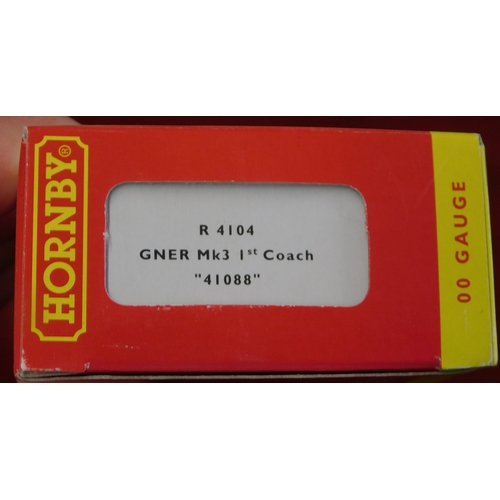 HORNBY®
R 4104
GNER Mk3 1st Coach
"41088"
00 GAUGE